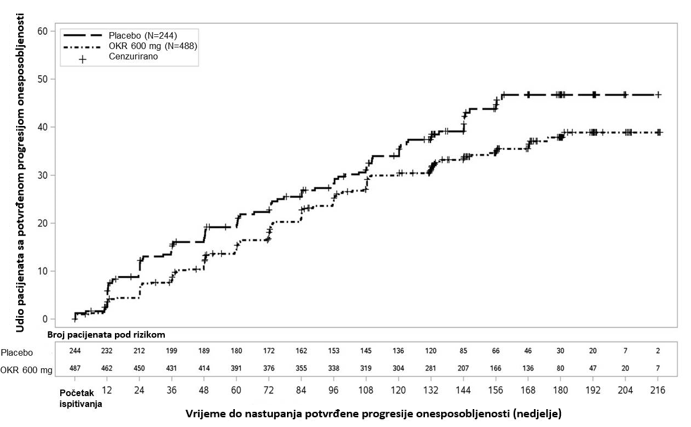 Udio pacijenata sa potvrđenom progresijom onesposobljenosti
60
50
40
30
20
10
0
Placebo (N=244)
OKR 600 mg (N=488)
Cenzurirano
Broj pacijenata pod rizikom
Placebo 244 232 212 199 189 180 172 162 153 145 136 120 85 66 46 30 20 7 2
OKR 600 mg 487 462 450 431 414 391 376 355 338 319 304 281 207 166 136 80 47 20 7
Početak ispitivanja 12 24 36 48 60 72 84 96 108 120 132 144 156 168 180 192 204 216
Vrijeme do nastupanja potvrđene progresije onesposobljenosti (nedjelje)